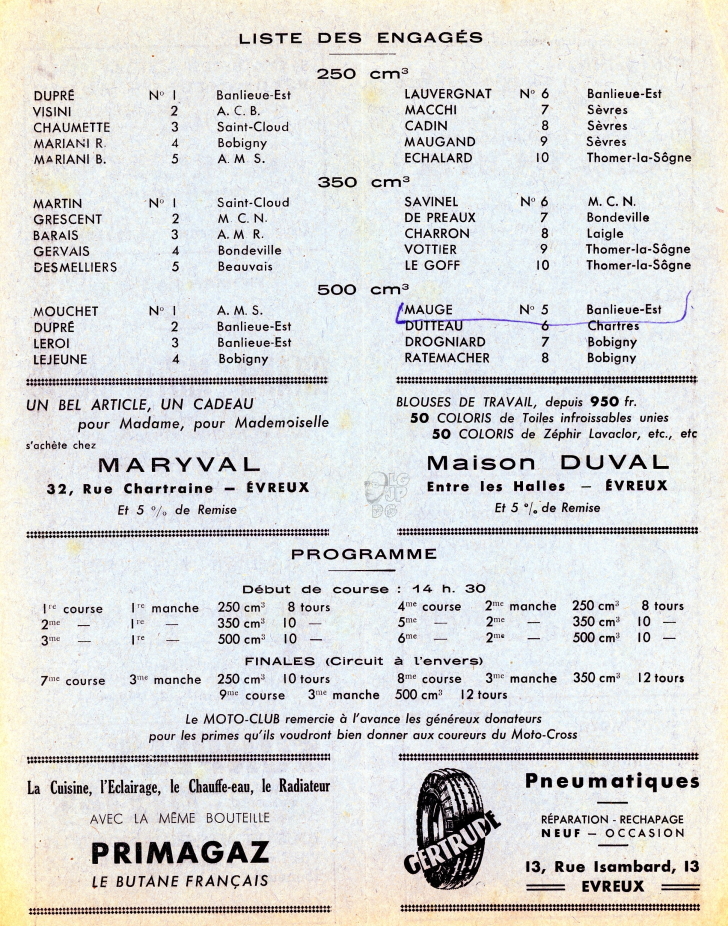 LISTE DES ENGAGÉS
250 cm³
DUPRÉ N° 1 Banlieue-Est
VISINI 2 A. C. B.
CHAUMETTE 3 Saint-Cloud
MARIANI R. 4 Bobigny
MARIANI B. 5 A. M. S.
LAUVERGNAT N° 6 Banlieue-Est
MACCHI 7 Sèvres
CADIN 8 Sèvres
MAUGAND 9 Sèvres
ECHALARD 10 Thomer-la-Sôgne
350 cm³
MARTIN N° 1 Saint-Cloud
GRESCENT 2 M. C. N.
BARAIS 3 A. M. R.
GERVAIS 4 Bondeville
DESMELLIERS 5 Beauvais
SAVINEL N° 6 M. C. N.
DE PREAUX 7 Bondeville
CHARRON 8 Laigle
VOTTIER 9 Thomer-la-Sôgne
LE GOFF 10 Thomer-la-Sôgne
500 cm³
MOUCHET N° 1 A. M. S.
DUPRÉ 2 Banlieue-Est
LEROI 3 Banlieue-Est
LEJEUNE 4 Bobigny
MAUGE N° 5 Banlieue-Est
DUTTEAU 6 Chartres
DROGNIARD 7 Bobigny
RATEMACHER 8 Bobigny
UN BEL ARTICLE, UN CADEAU
pour Madame, pour Mademoiselle
s'achète chez
MARYVAL
32, Rue Chartraine – ÉVREUX
Et 5 % de Remise
BLOUSES DE TRAVAIL, depuis 950 fr.
50 COLORIS de Toiles infroissables unies
50 COLORIS de Zéphir Lavaclor, etc., etc
Maison DUVAL
Entre les Halles – ÉVREUX
Et 5 % de Remise
LG
JP
PG
PROGRAMME
Début de course : 14 h. 30
1re course 1re manche 250 cm³ 8 tours
2me — 1re — 350 cm³ 10 —
3me — 1re — 500 cm³ 10 —
4me course 2me manche 250 cm³ 8 tours
5me — 2me — 350 cm³ 10 —
6me — 2me — 500 cm³ 10 —
FINALES (Circuit à l'envers)
7me course 3me manche 250 cm³ 10 tours 8me course 3me manche 350 cm³ 12 tours
9me course 3me manche 500 cm³ 12 tours
Le MOTO-CLUB remercie à l'avance les généreux donateurs
pour les primes qu'ils voudront bien donner aux coureurs du Moto-Cross
La Cuisine, l'Eclairage, le Chauffe-eau, le Radiateur
AVEC LA MÊME BOUTEILLE
PRIMAGAZ
LE BUTANE FRANÇAIS
GERTRUDE
Pneumatiques
RÉPARATION - RECHAPAGE
NEUF – OCCASION
13, Rue Isambard, 13
EVREUX